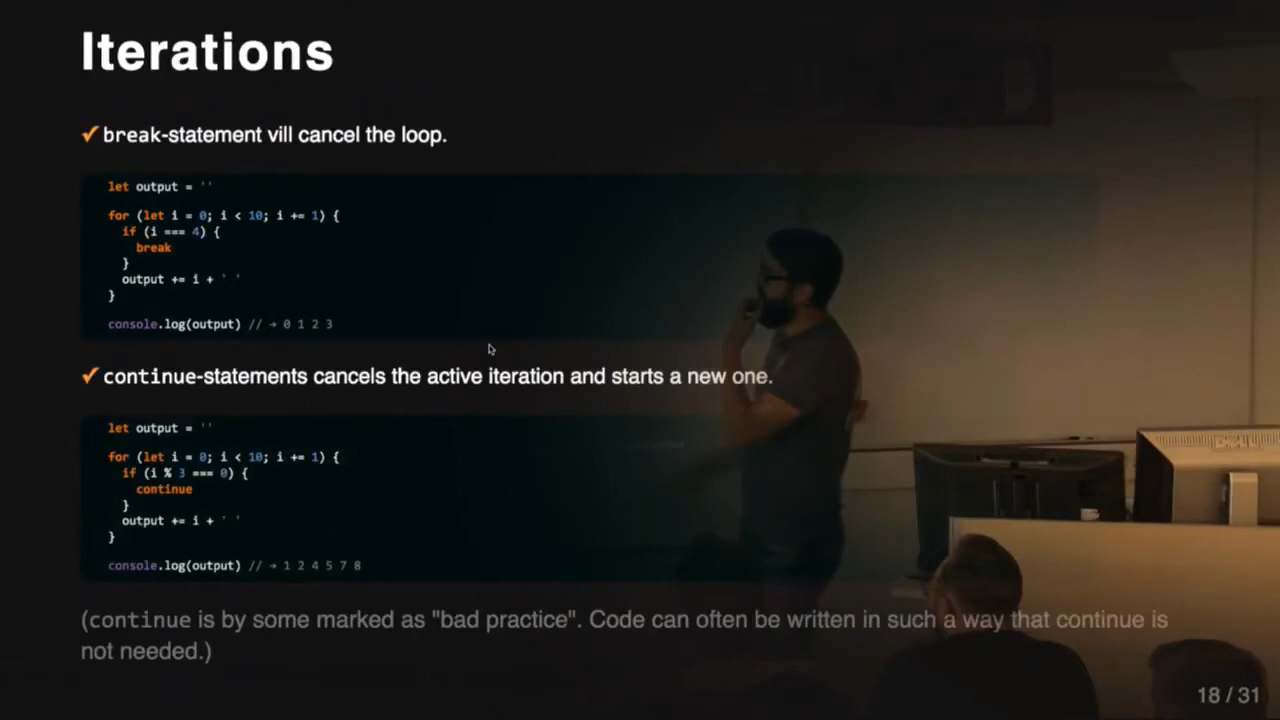 Iterations
✓ break-statement vill cancel the loop.
let output = ''
for (let i = 0; i < 10; i += 1) {
if (i === 4) {
break
}
output += i + ' '
}
console.log(output) // → 0 1 2 3
✓ continue-statements cancels the active iteration and starts a new one.
let output = ''
for (let i = 0; i < 10; i += 1) {
if (i % 3 === 0) {
continue
}
output += i + ' '
}
console.log(output) // → 1 2 4 5 7 8
(continue is by some marked as "bad practice". Code can often be written in such a way that continue is
not needed.)
18 / 31
DELL